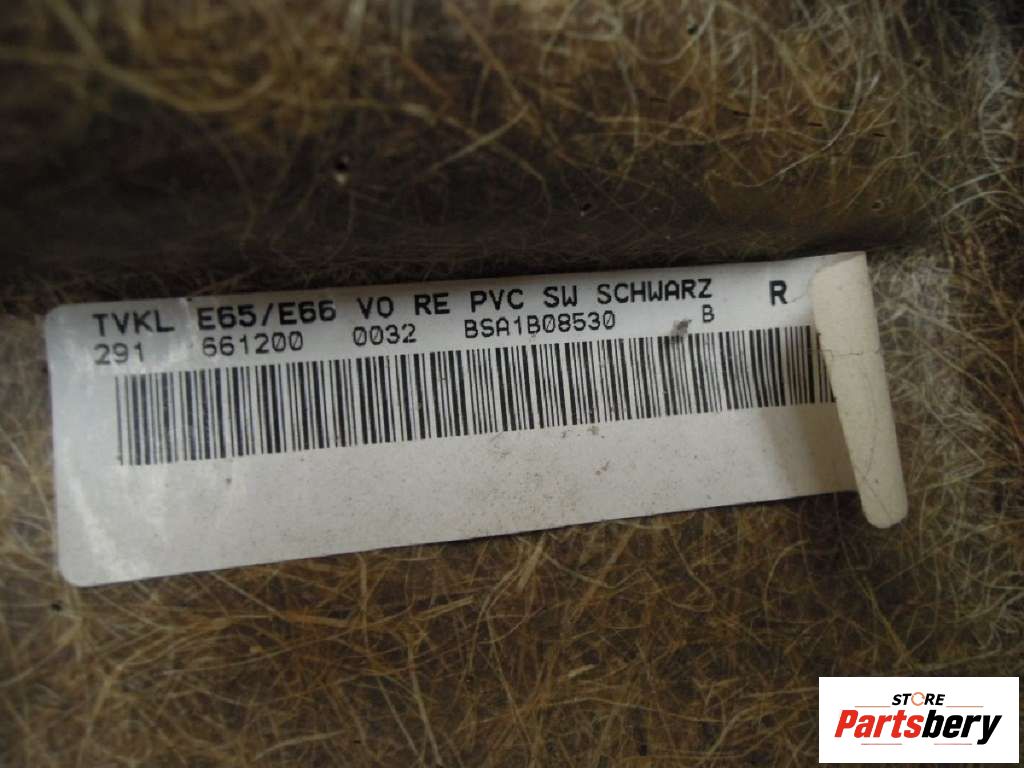 TVKL E65/E66 VO RE PVC SW SCHWARZ R
291 661200 0032 BSA1B08530 B
STORE
Partsbery